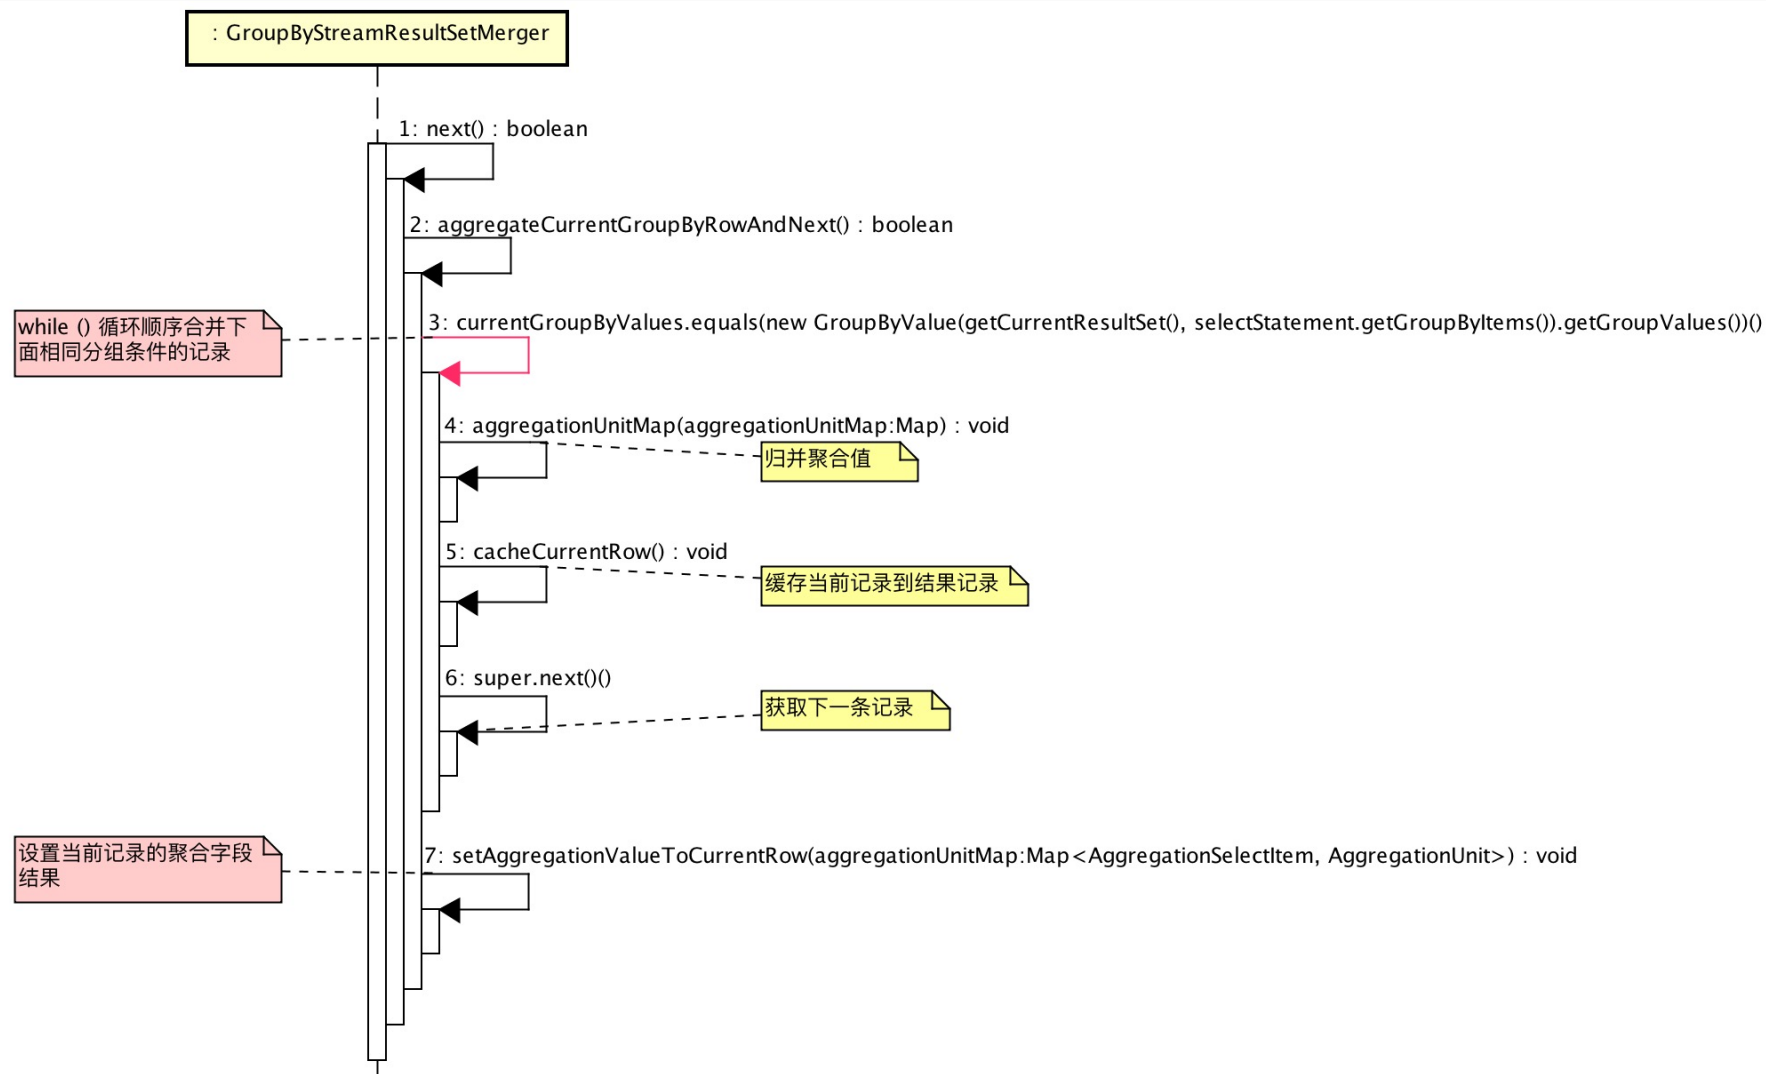 : GroupByStreamResultSetMerger
1: next() : boolean
2: aggregateCurrentGroupByRowAndNext() : boolean
while () 循环顺序合并下
面相同分组条件的记录
3: currentGroupByValues.equals(new GroupByValue(getCurrentResultSet(), selectStatement.getGroupByItems()).getGroupValues())()
4: aggregationUnitMap(aggregationUnitMap:Map) : void
归并聚合值
5: cacheCurrentRow() : void
缓存当前记录到结果记录
6: super.next()()
获取下一条记录
设置当前记录的聚合字段
结果
7: setAggregationValueToCurrentRow(aggregationUnitMap:Map<AggregationSelectItem, AggregationUnit>) : void